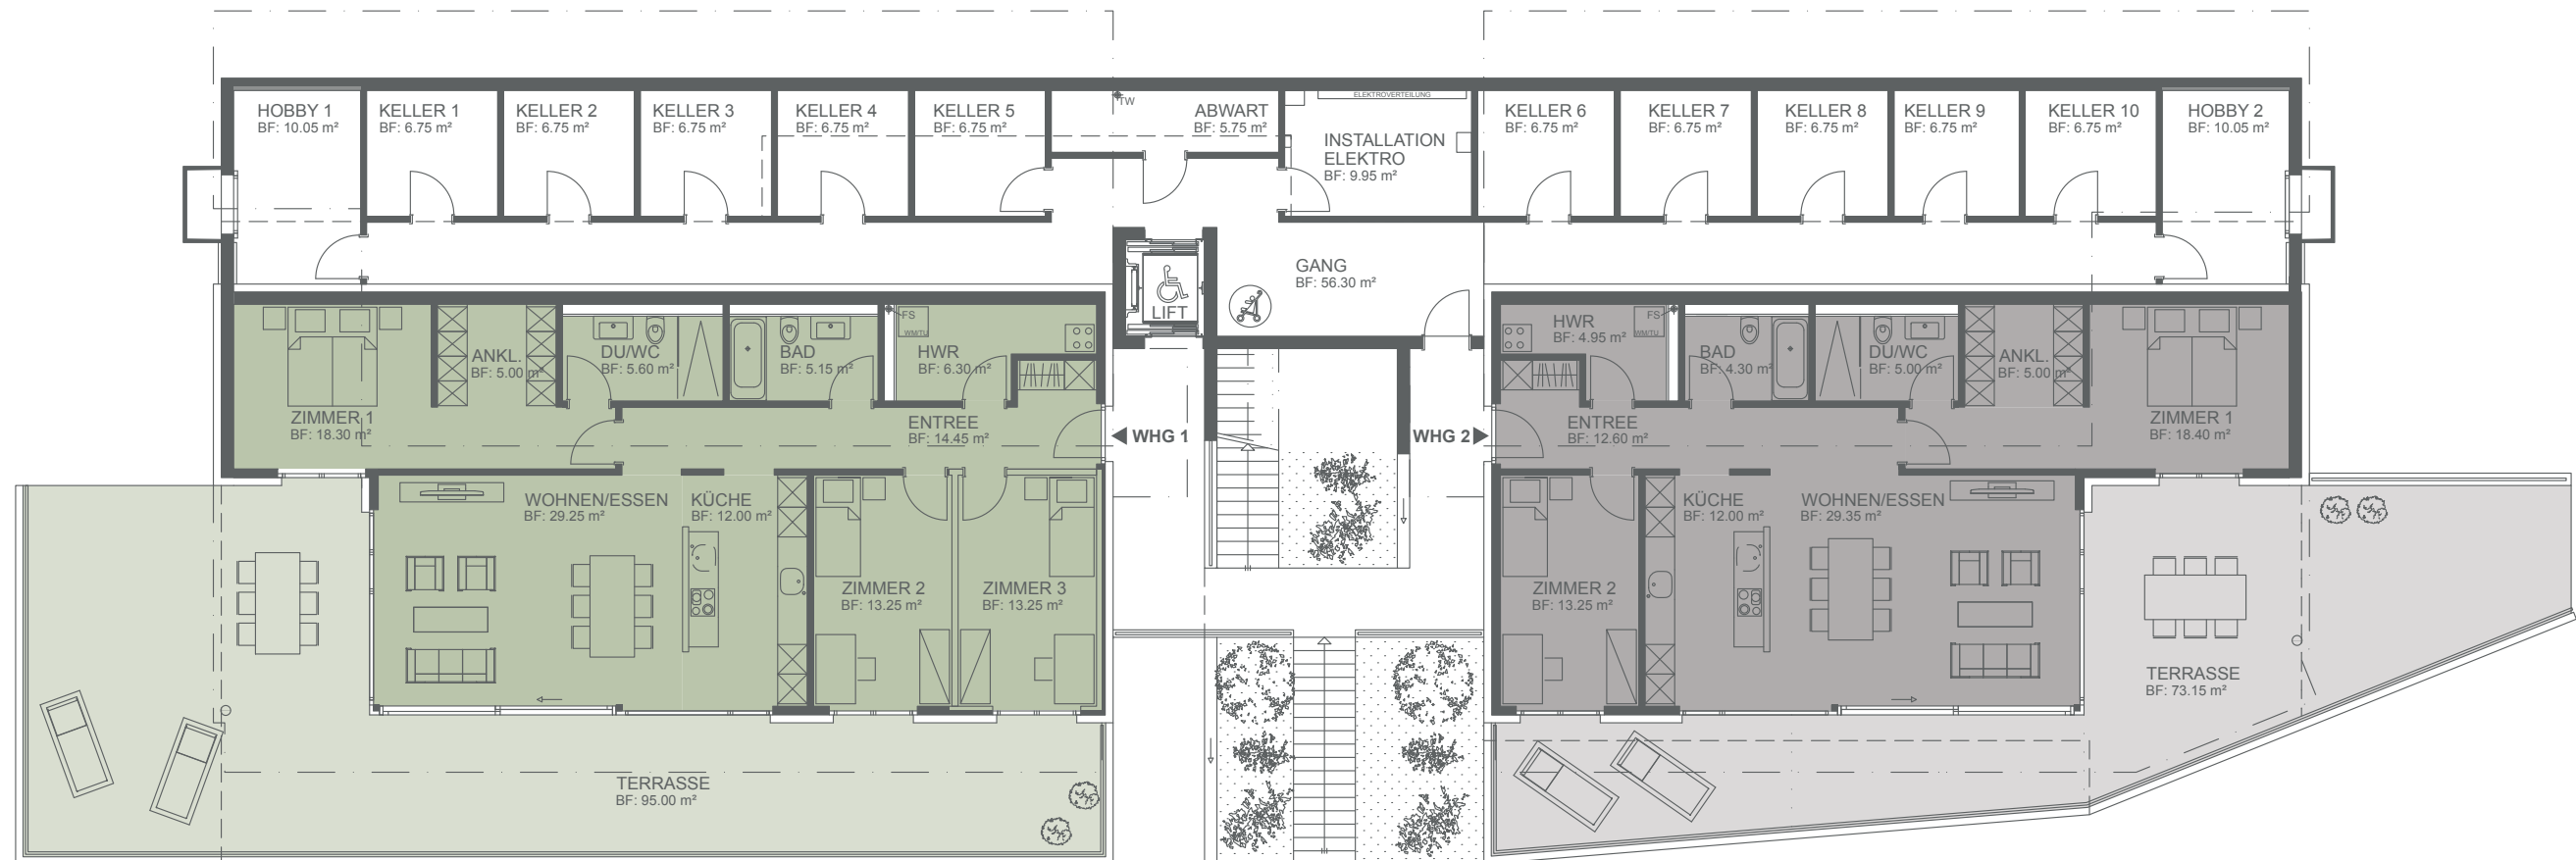 HOBBY 1
BF: 10.05 m²
KELLER 1
BF: 6.75 m²
KELLER 2
BF: 6.75 m²
KELLER 3
BF: 6.75 m²
KELLER 4
BF: 6.75 m²
KELLER 5
BF: 6.75 m²
TW
ABWART
BF: 5.75 m²
ELEKTROVERTEILUNG
INSTALLATION
ELEKTRO
BF: 9.95 m²
KELLER 6
BF: 6.75 m²
KELLER 7
BF: 6.75 m²
KELLER 8
BF: 6.75 m²
KELLER 9
BF: 6.75 m²
KELLER 10
BF: 6.75 m²
HOBBY 2
BF: 10.05 m²
GANG
BF: 56.30 m²
LIFT
ZIMMER 1
BF: 18.30 m²
ANKL.
BF: 5.00 m²
DU/WC
BF: 5.60 m²
BAD
BF: 5.15 m²
FS
WM/TU
HWR
BF: 6.30 m²
ENTREE
BF: 14.45 m²
WHG 1
WHG 2
HWR
BF: 4.95 m²
FS
WM/TU
BAD
BF: 4.30 m²
DU/WC
BF: 5.00 m²
ANKL.
BF: 5.00 m²
ZIMMER 1
BF: 18.40 m²
ENTREE
BF: 12.60 m²
WOHNEN/ESSEN
BF: 29.25 m²
KÜCHE
BF: 12.00 m²
ZIMMER 2
BF: 13.25 m²
ZIMMER 3
BF: 13.25 m²
ZIMMER 2
BF: 13.25 m²
KÜCHE
BF: 12.00 m²
WOHNEN/ESSEN
BF: 29.35 m²
TERRASSE
BF: 73.15 m²
TERRASSE
BF: 95.00 m²